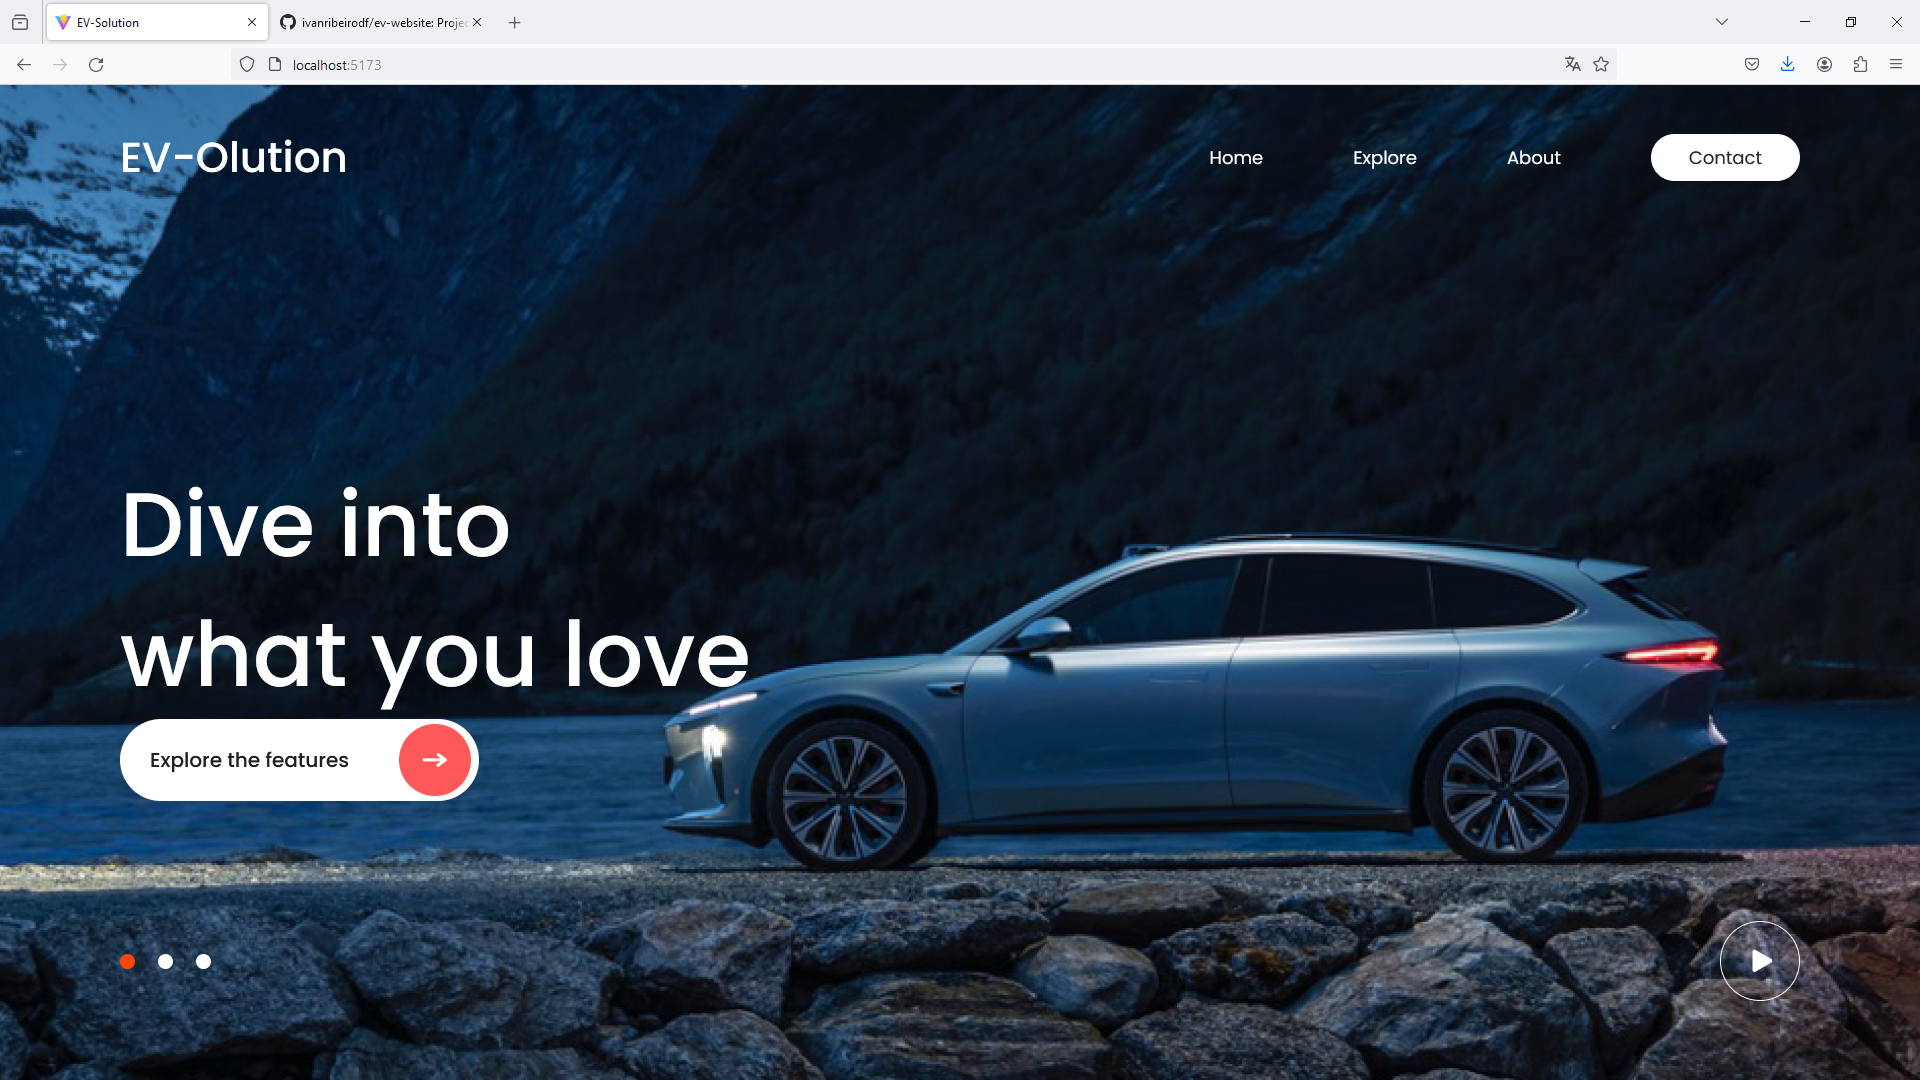 EV-Solution
ivanribeirodf/ev-website: Projec
localhost:5173
EV-Olution
Home
Explore
About
Contact
Dive into
what you love
Explore the features